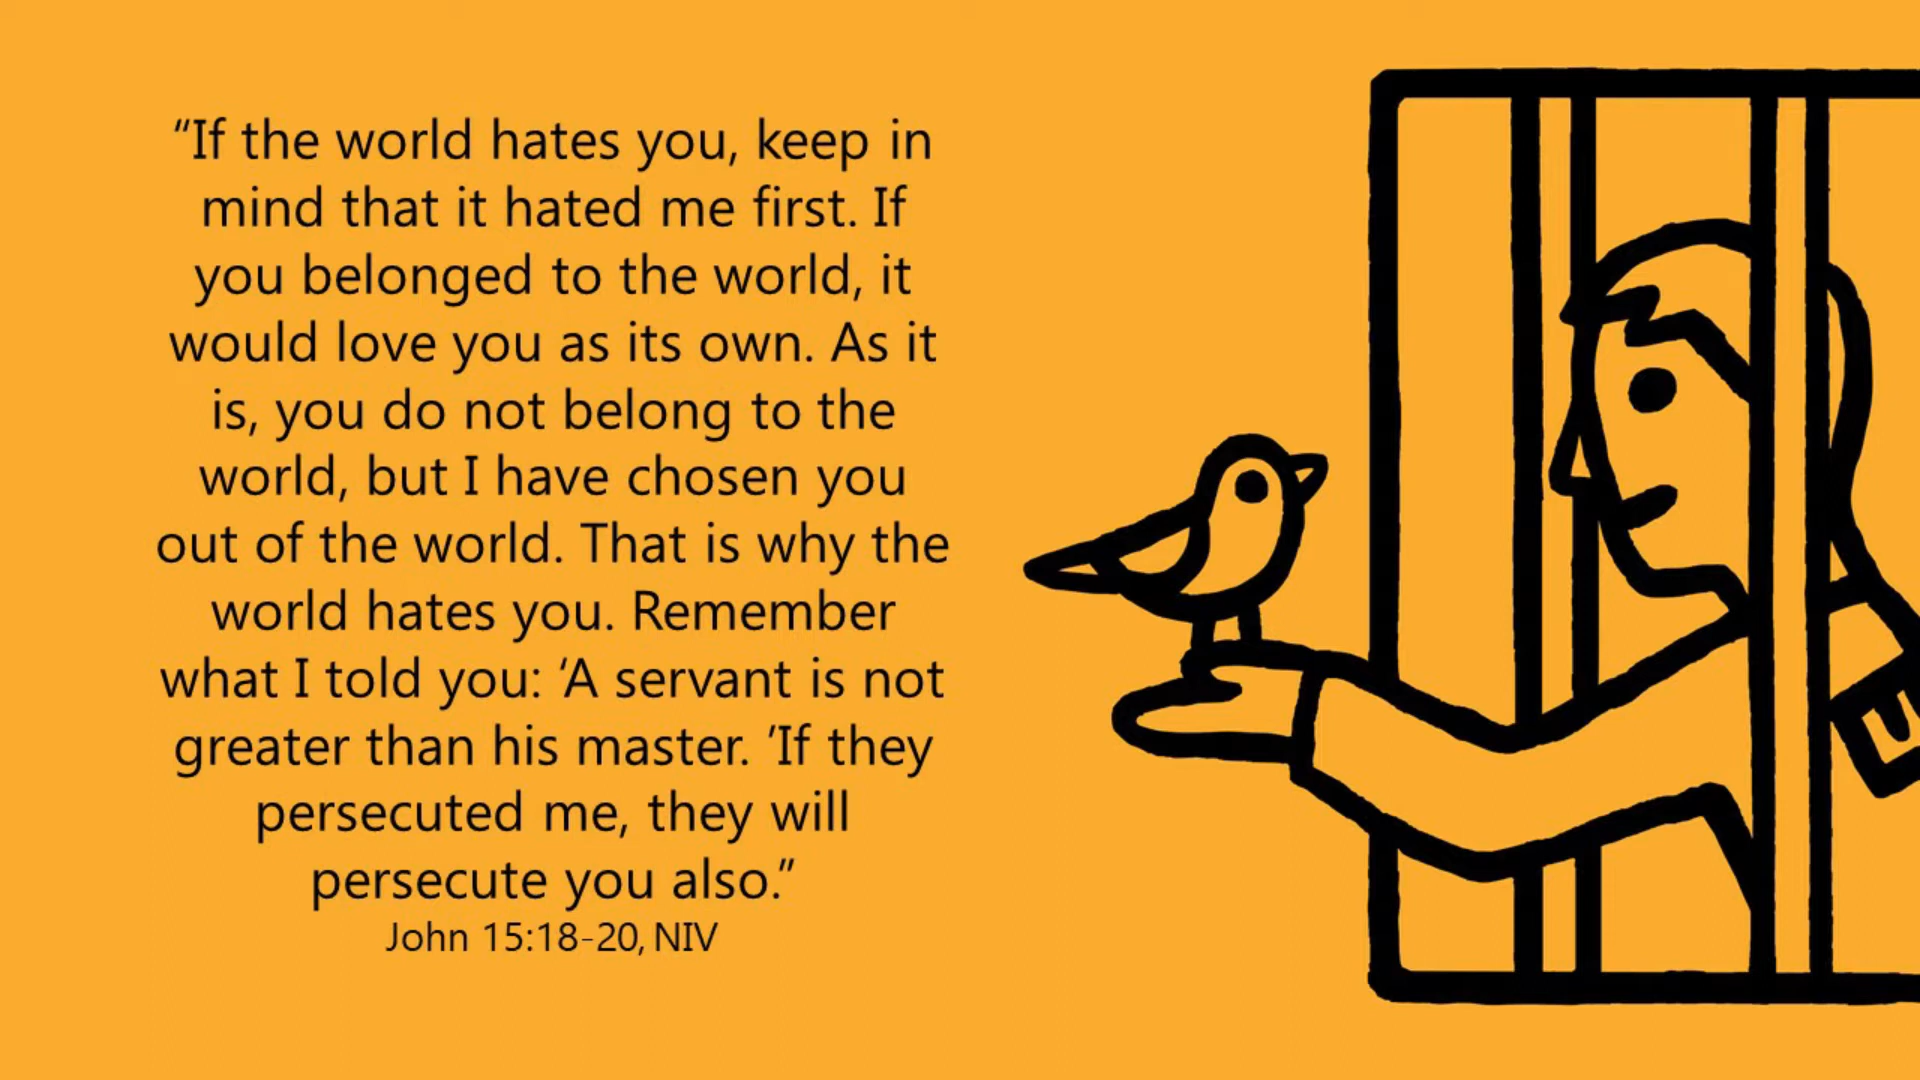 “If the world hates you, keep in
mind that it hated me first. If
you belonged to the world, it
would love you as its own. As it
is, you do not belong to the
world, but I have chosen you
out of the world. That is why the
world hates you. Remember
what I told you: ‘A servant is not
greater than his master. ’If they
persecuted me, they will
persecute you also.”
John 15:18-20, NIV